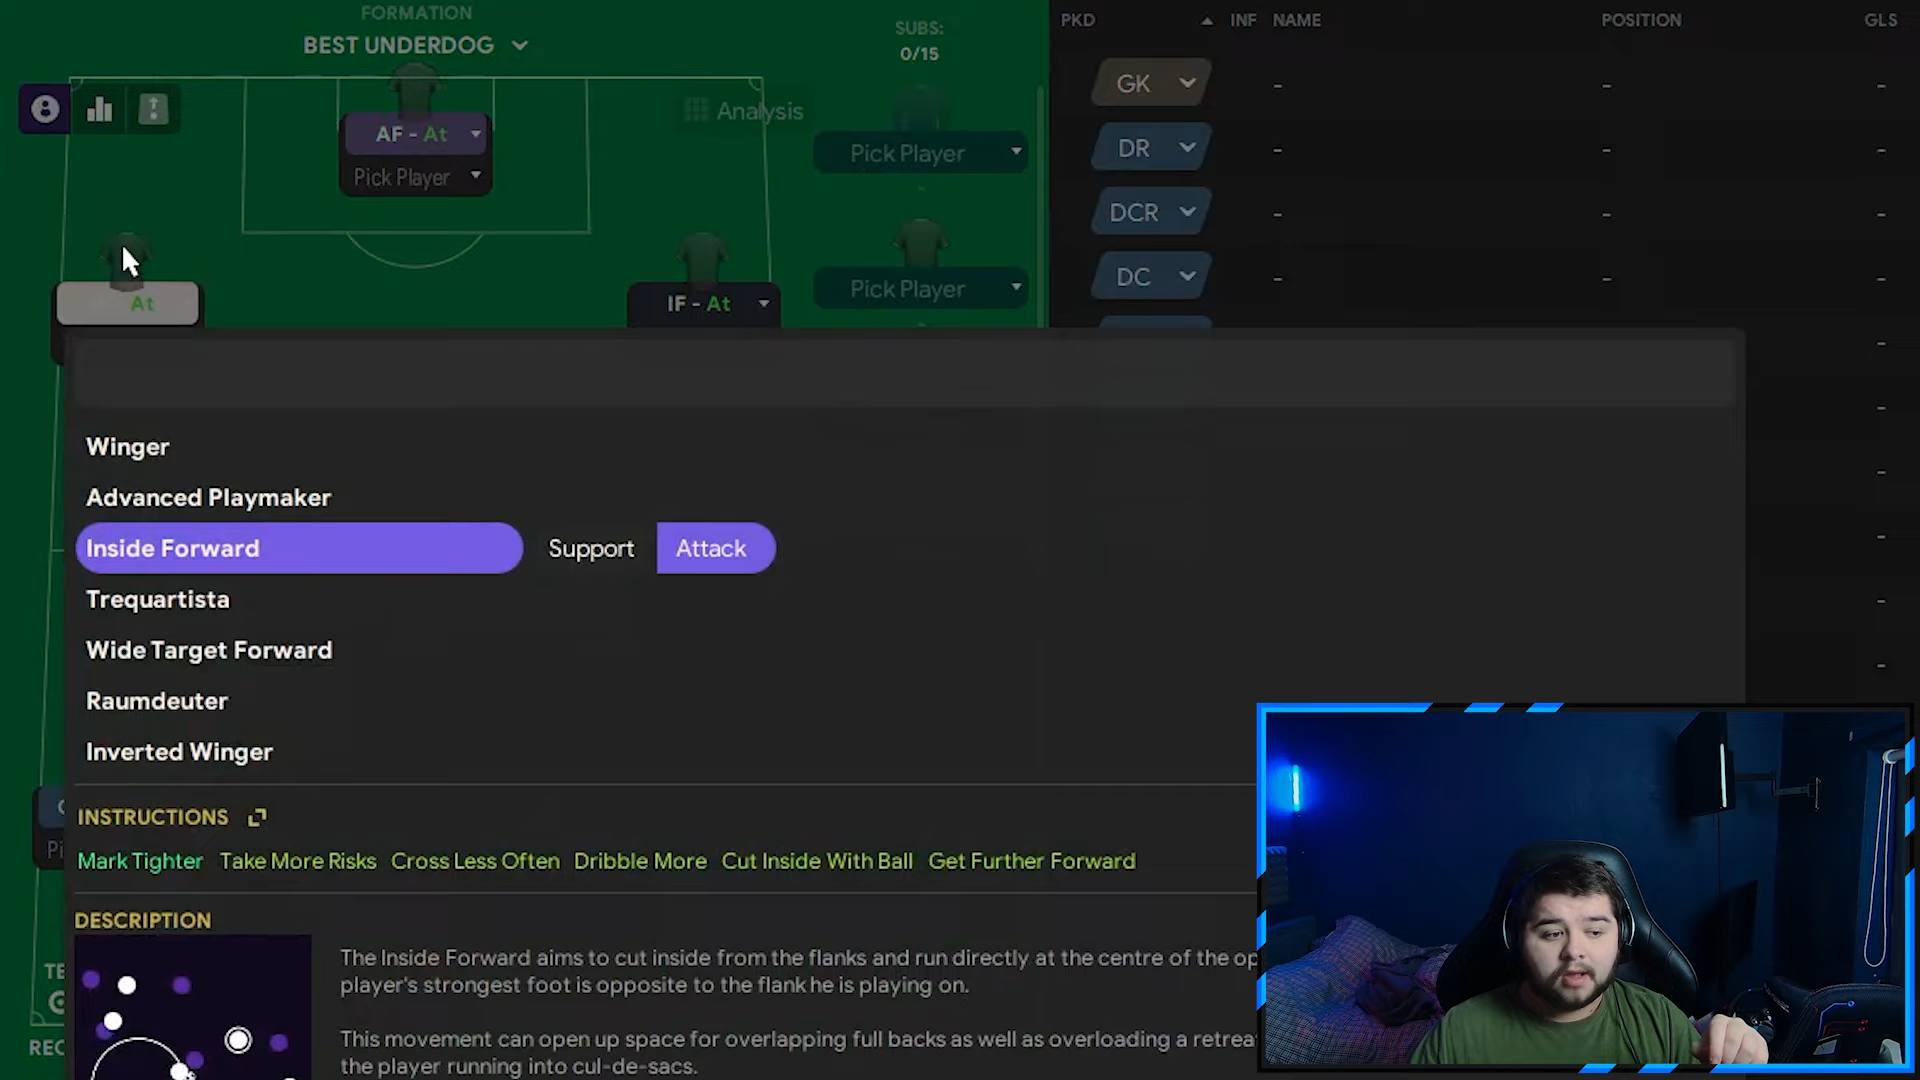 FORMATION
BEST UNDERDOG
SUBS:
0/15
PKD INF NAME POSITION GLS
Analysis
AF - At
Pick Player
At
IF - At
Pick Player
Pick Player
GK - - -
DR - - -
DCR - - -
DC - - -
-
-
-
-
-
-
Winger
Advanced Playmaker
Inside Forward Support Attack
Trequartista
Wide Target Forward
Raumdeuter
Inverted Winger
INSTRUCTIONS
Mark Tighter Take More Risks Cross Less Often Dribble More Cut Inside With Ball Get Further Forward
DESCRIPTION
The Inside Forward aims to cut inside from the flanks and run directly at the centre of the op
player's strongest foot is opposite to the flank he is playing on.
This movement can open up space for overlapping full backs as well as overloading a retrea
the player running into cul-de-sacs.
Pi
TE
REC